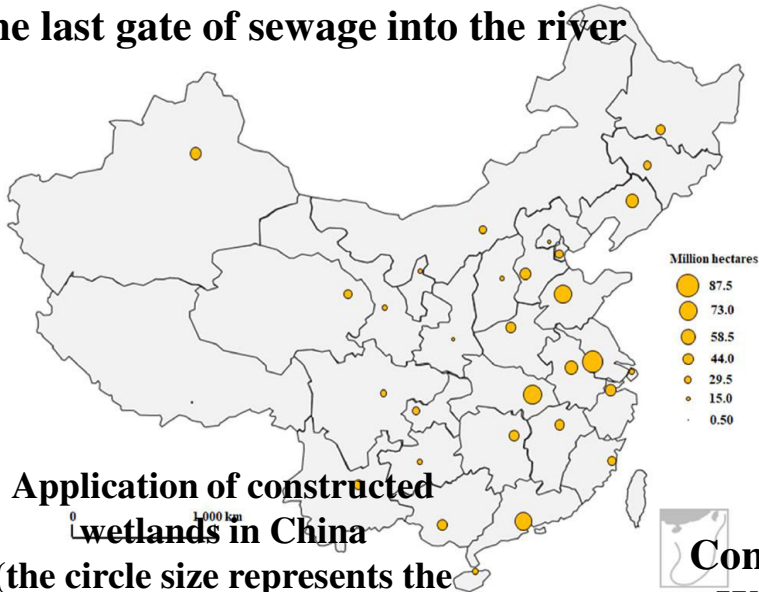 ne last gate of sewage into the river
Million hectares
87.5
73.0
58.5
44.0
29.5
15.0
0.50
Application of constructed
0 1,000 km
wetlands in China
(the circle size represents the
Con